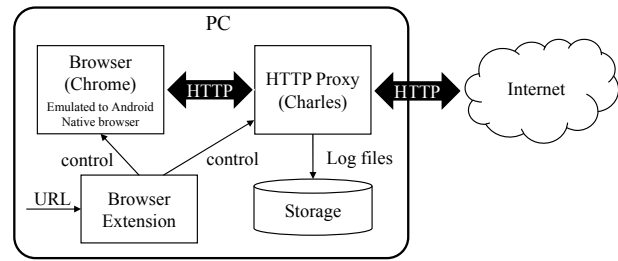 PC
Browser
(Chrome)
Emulated to Android
Native browser
HTTP
HTTP Proxy
(Charles)
HTTP
Internet
control
control
Log files
URL
Browser
Extension
Storage